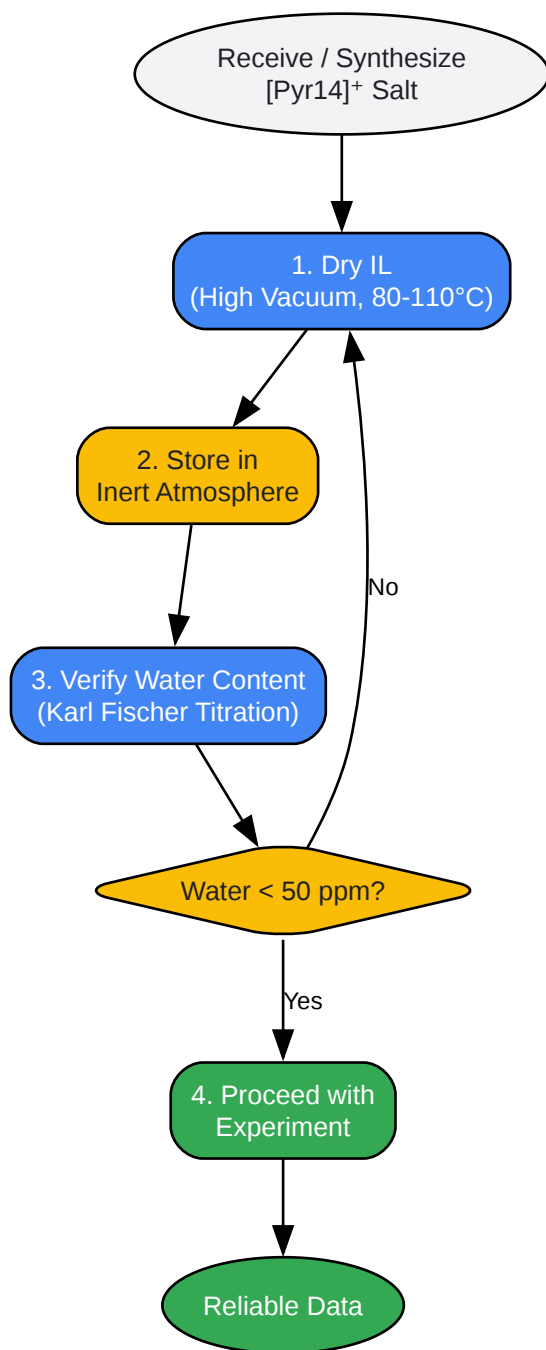 Receive / Synthesize
[Pyr14]⁺ Salt
1. Dry IL
(High Vacuum, 80-110°C)
2. Store in
Inert Atmosphere
No
3. Verify Water Content
(Karl Fischer Titration)
Water < 50 ppm?
Yes
4. Proceed with
Experiment
Reliable Data